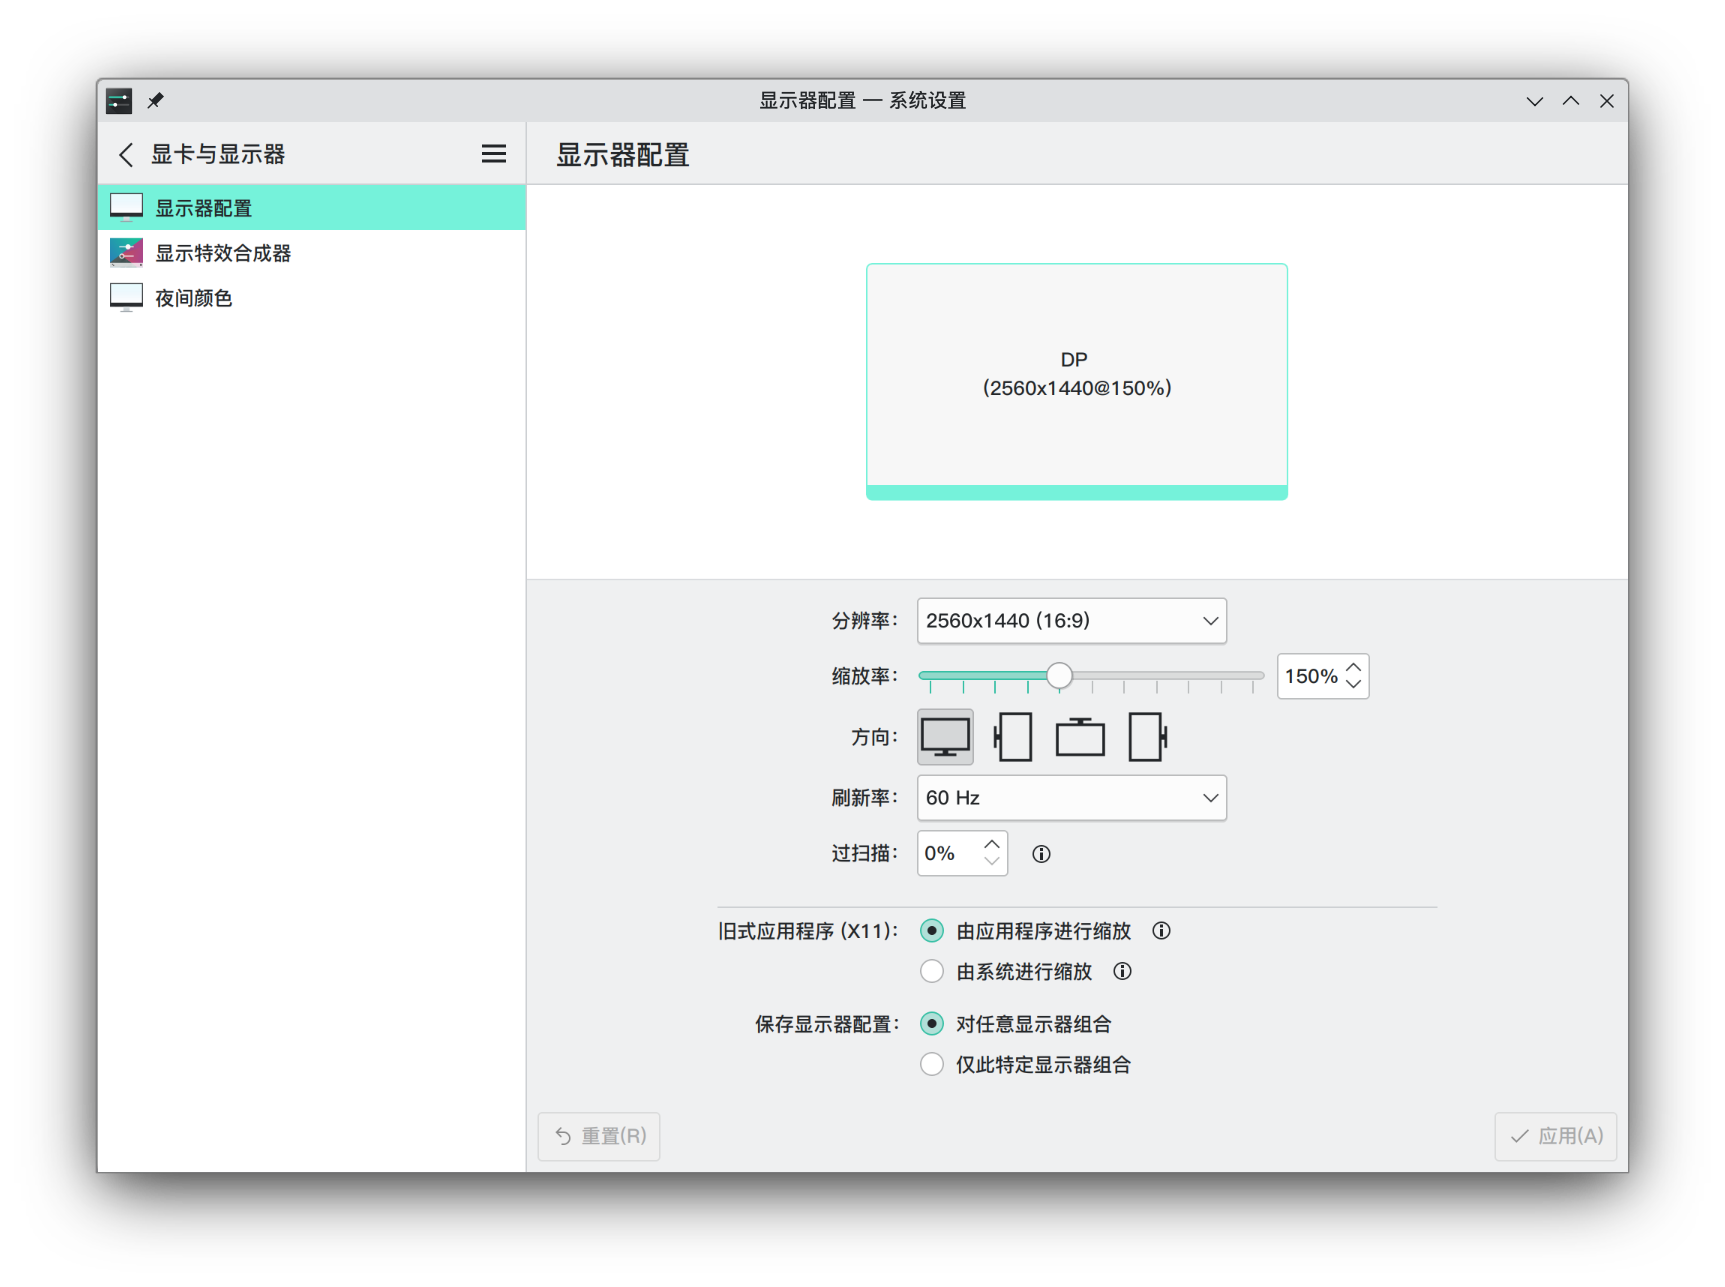 显示器配置 — 系统设置
显卡与显示器
显示器配置
显示器配置
显示特效合成器
夜间颜色
DP
(2560x1440@150%)
分辨率： 2560x1440 (16:9)
缩放率： 150%
方向：
刷新率： 60 Hz
过扫描： 0%
旧式应用程序 (X11)： 由应用程序进行缩放
由系统进行缩放
保存显示器配置： 对任意显示器组合
仅此特定显示器组合
重置(R)
应用(A)